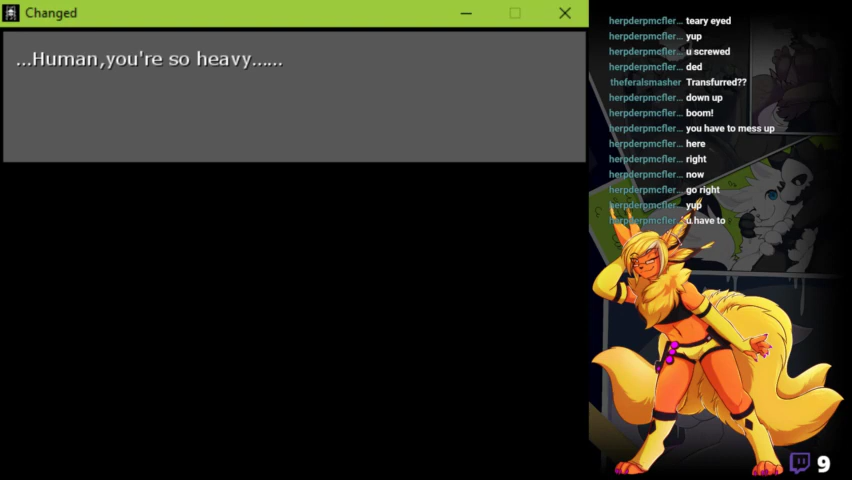 Changed
...Human,you're so heavy......
herpderpmcfler... teary eyed
herpderpmcfler... yup
herpderpmcfler... u screwed
herpderpmcfler... ded
theferalsmasher Transfurred??
herpderpmcfler... down up
herpderpmcfler... boom!
herpderpmcfler... you have to mess up
herpderpmcfler... here
herpderpmcfler... right
herpderpmcfler... now
herpderpmcfler... go right
herpderpmcfler... yup
herpderpmcfler... u have to
9